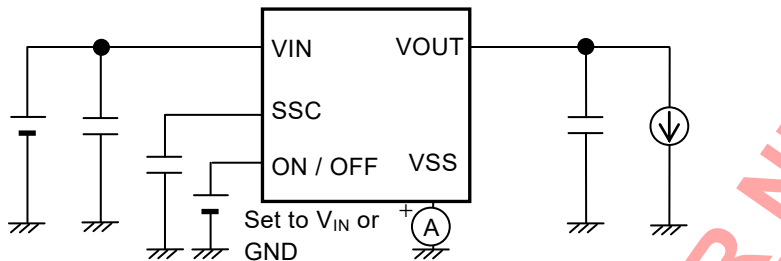 VIN
VOUT
SSC
ON / OFF
VSS
Set to VIN or
GND
+
A
R N